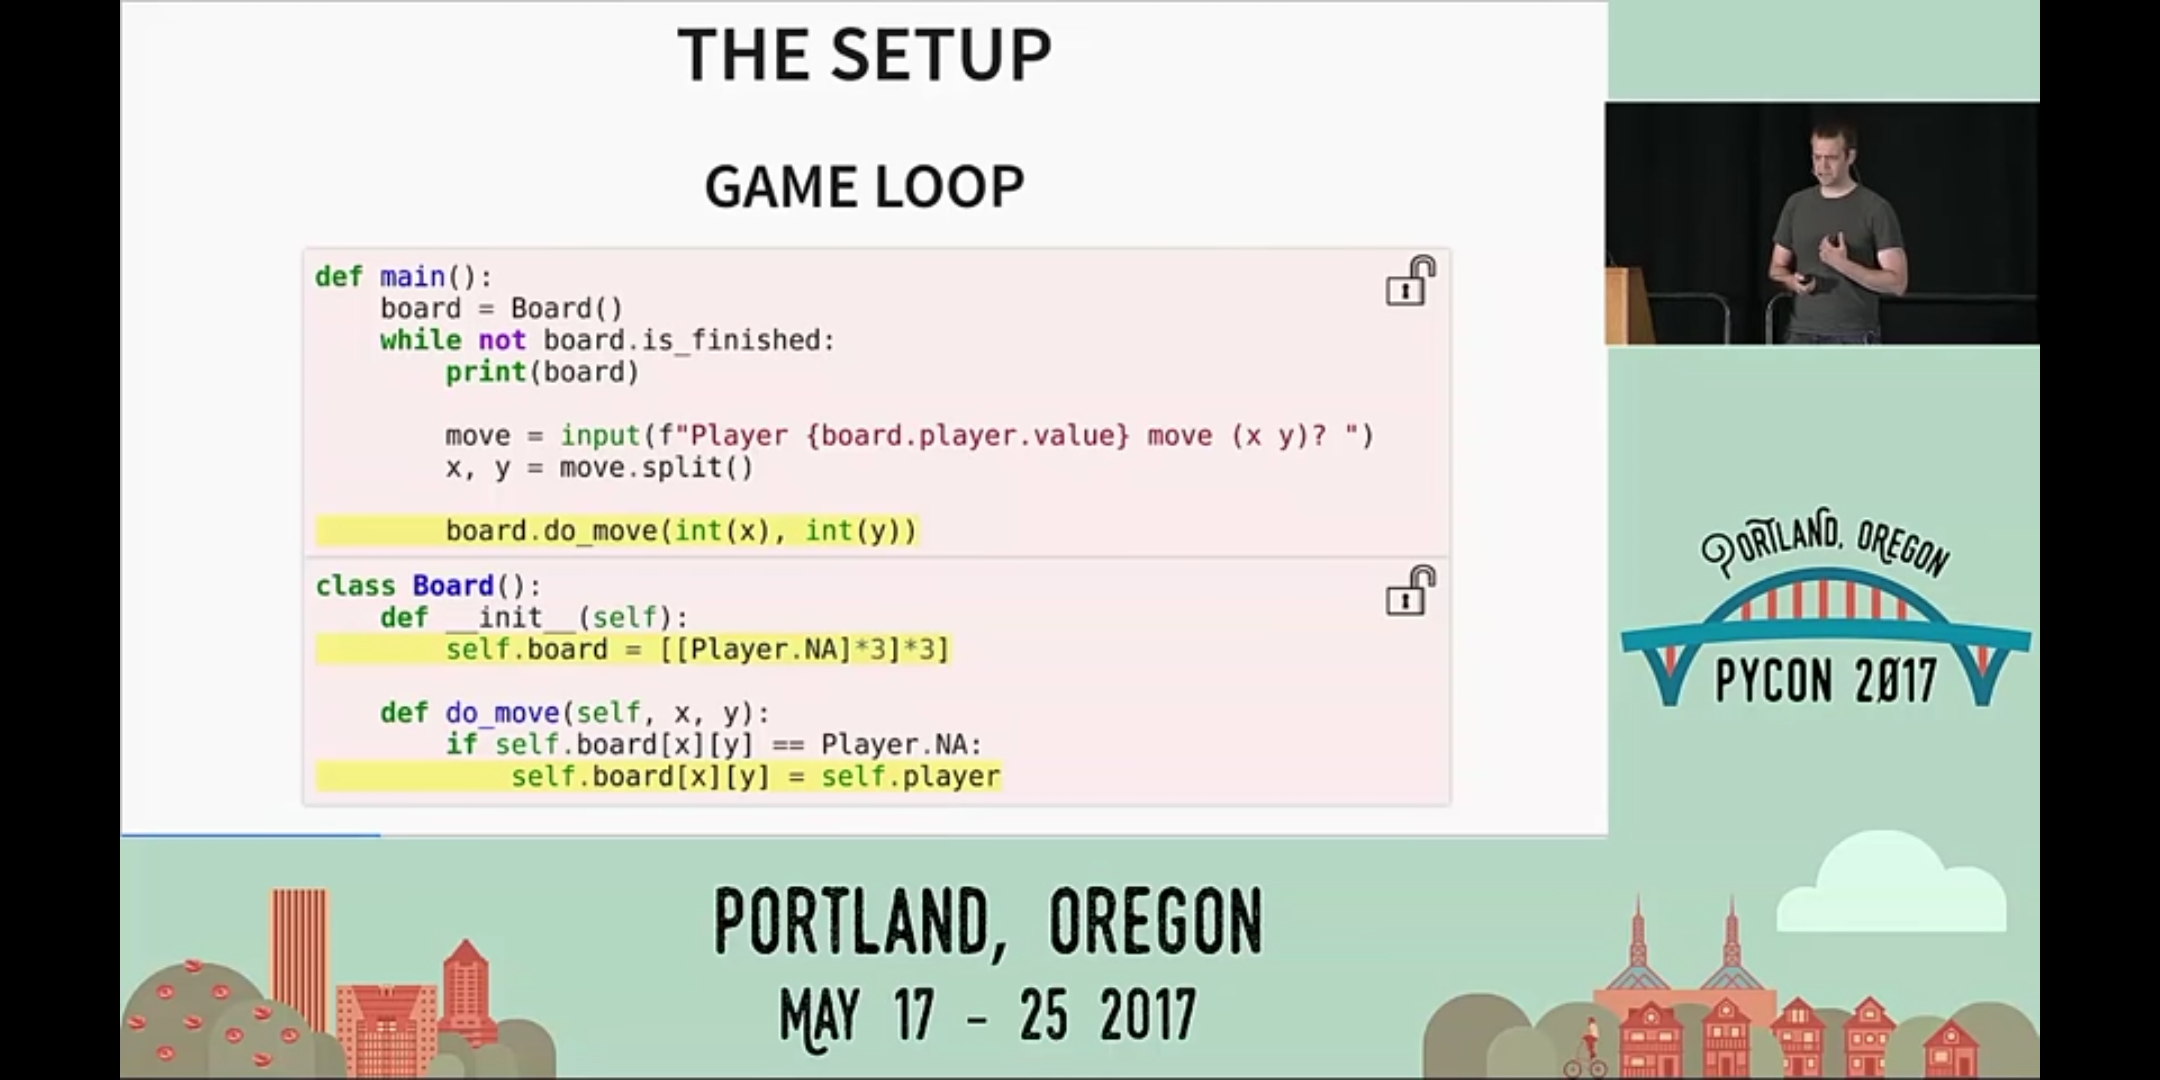 THE SETUP
GAME LOOP
def main():
    board = Board()
    while not board.is_finished:
        print(board)
        move = input(f"Player {board.player.value} move (x y)? ")
        x, y = move.split()
        board.do_move(int(x), int(y))
class Board():
    def __init__(self):
        self.board = [[Player.NA]*3]*3]
    def do_move(self, x, y):
        if self.board[x][y] == Player.NA:
            self.board[x][y] = self.player
PORTLAND, OREGON
PYCON 2017
PORTLAND, OREGON
MAY 17 - 25 2017